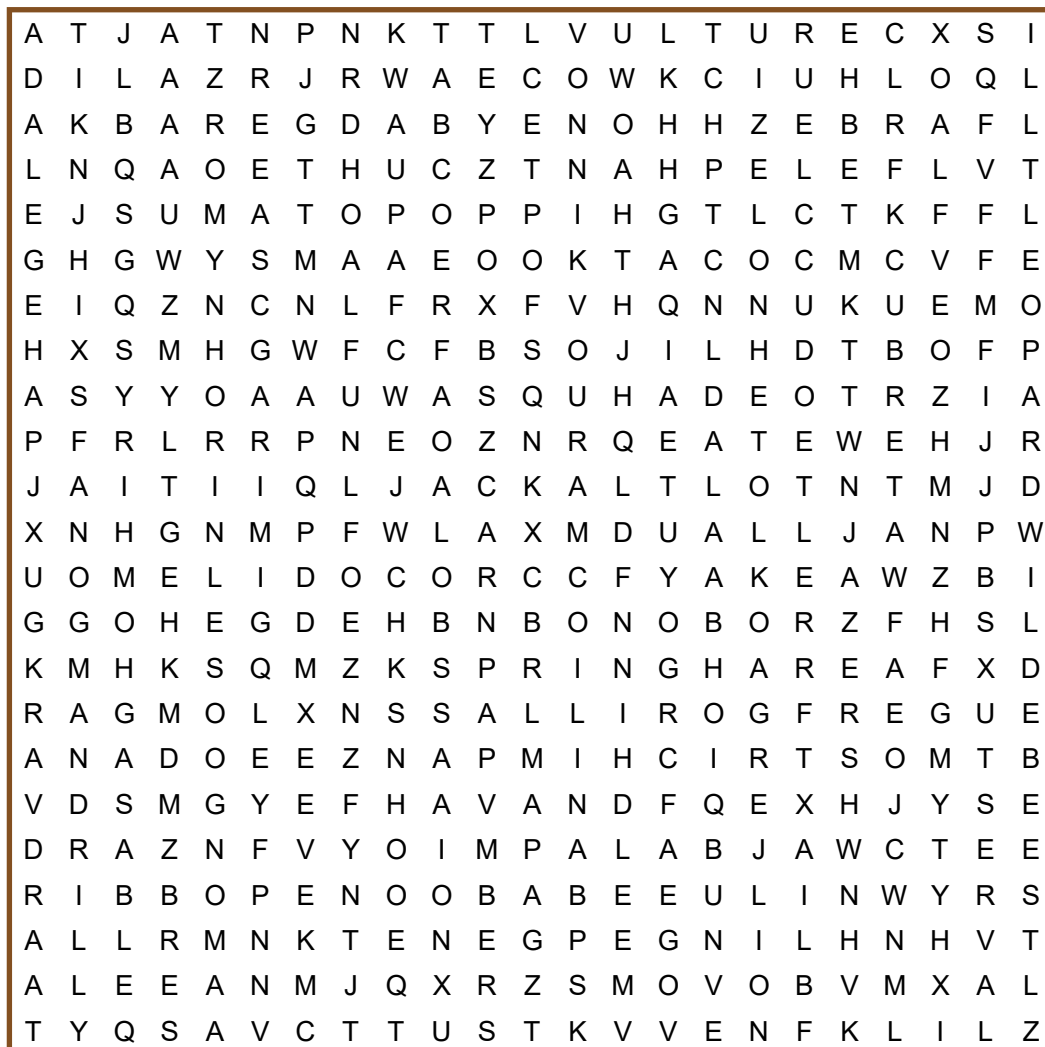 A T J A T N P N K T T L V U L T U R E C X S I
D I L A Z R J R W A E C O W K C I U H L O Q L
A K B A R E G D A B Y E N O H H Z E B R A F L
L N Q A O E T H U C Z T N A H P E L E F L V T
E J S U M A T O P O P P I H G T L C T K F F L
G H G W Y S M A A E O O K T A C O C M C V F E
E I Q Z N C N L F R X F V H Q N N U K U E M O
H X S M H G W F C F B S O J I L H D T B O F P
A S Y Y O A A U W A S Q U H A D E O T R Z I A
P F R L R R P N E O Z N R Q E A T E W E H J R
J A I T I I Q L J A C K A L T L O T N T M J D
X N H G N M P F W L A X M D U A L L J A N P W
U O M E L I D O C O R C C F Y A K E A W Z B I
G G O H E G D E H B N B O N O B O R Z F H S L
K M H K S Q M Z K S P R I N G H A R E A F X D
R A G M O L X N S S A L L I R O G F R E G U E
A N A D O E E Z N A P M I H C I R T S O M T B
V D S M G Y E F H A V A N D F Q E X H J Y S E
D R A Z N F V Y O I M P A L A B J A W C T E E
R I B B O P E N O O B A B E E U L I N W Y R S
A L L R M N K T E N E G P E G N I L H N H V T
A L E E A N M J Q X R Z S M O V O B V M X A L
T Y Q S A V C T T U S T K V V E N F K L I L Z